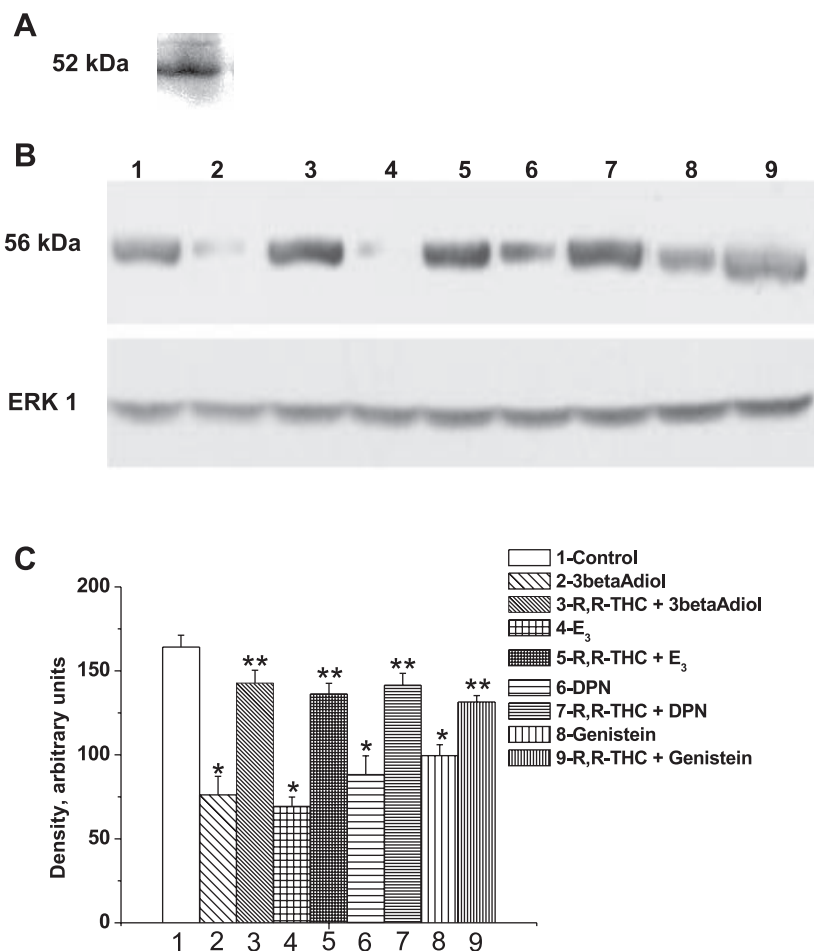 A
52 kDa
B
1 2 3 4 5 6 7 8 9
56 kDa
ERK 1
C
1-Control
2-3betaAdiol
3-R,R-THC + 3betaAdiol
4-E₃
5-R,R-THC + E₃
6-DPN
7-R,R-THC + DPN
8-Genistein
9-R,R-THC + Genistein
Density, arbitrary units
200
150
100
50
0
* ** * ** * ** * **
1 2 3 4 5 6 7 8 9